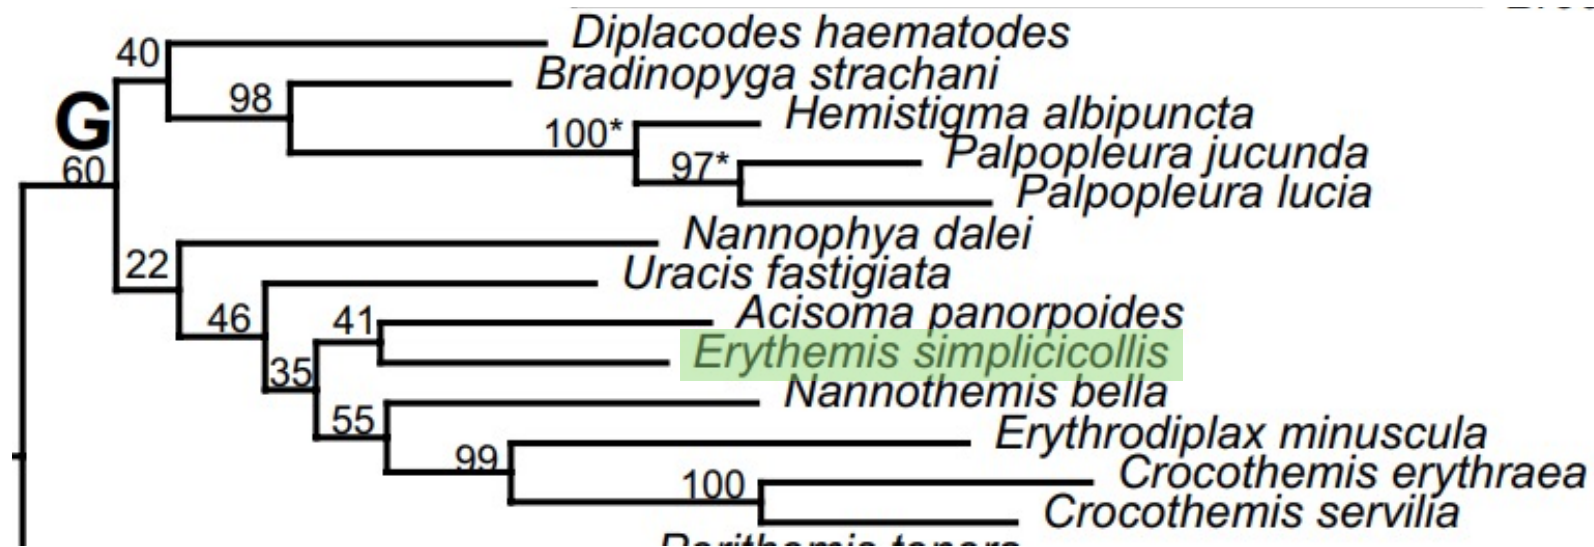 40
Diplacodes haematodes
98
Bradinopyga strachani
G
100*
Hemistigma albipuncta
97*
Palpopleura jucunda
60
Palpopleura lucia
22
Nannophya dalei
Uracis fastigiata
46
41
Acisoma panorpoides
35
Erythemis simplicicollis
55
Nannothemis bella
99
Erythrodiplax minuscula
100
Crocothemis erythraea
Crocothemis servilia
Perithemis tenera